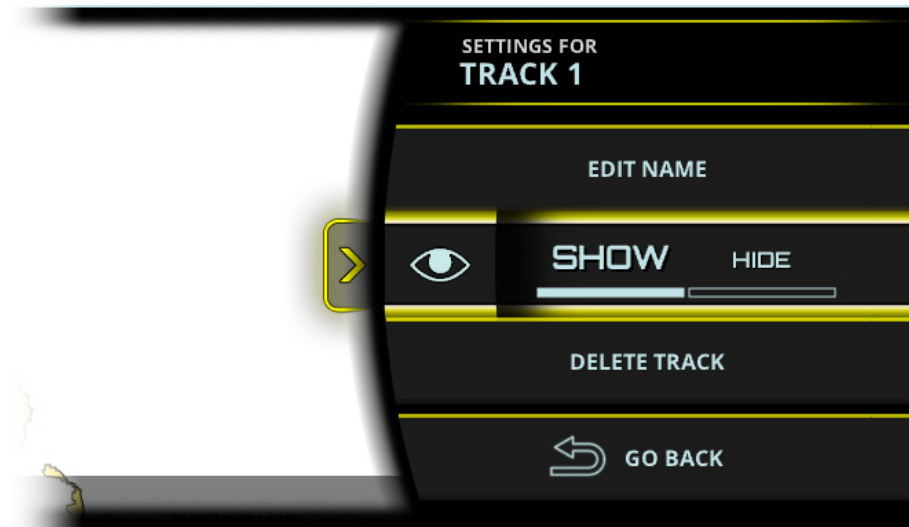 SETTINGS FOR
TRACK 1
EDIT NAME
SHOW HIDE
DELETE TRACK
GO BACK